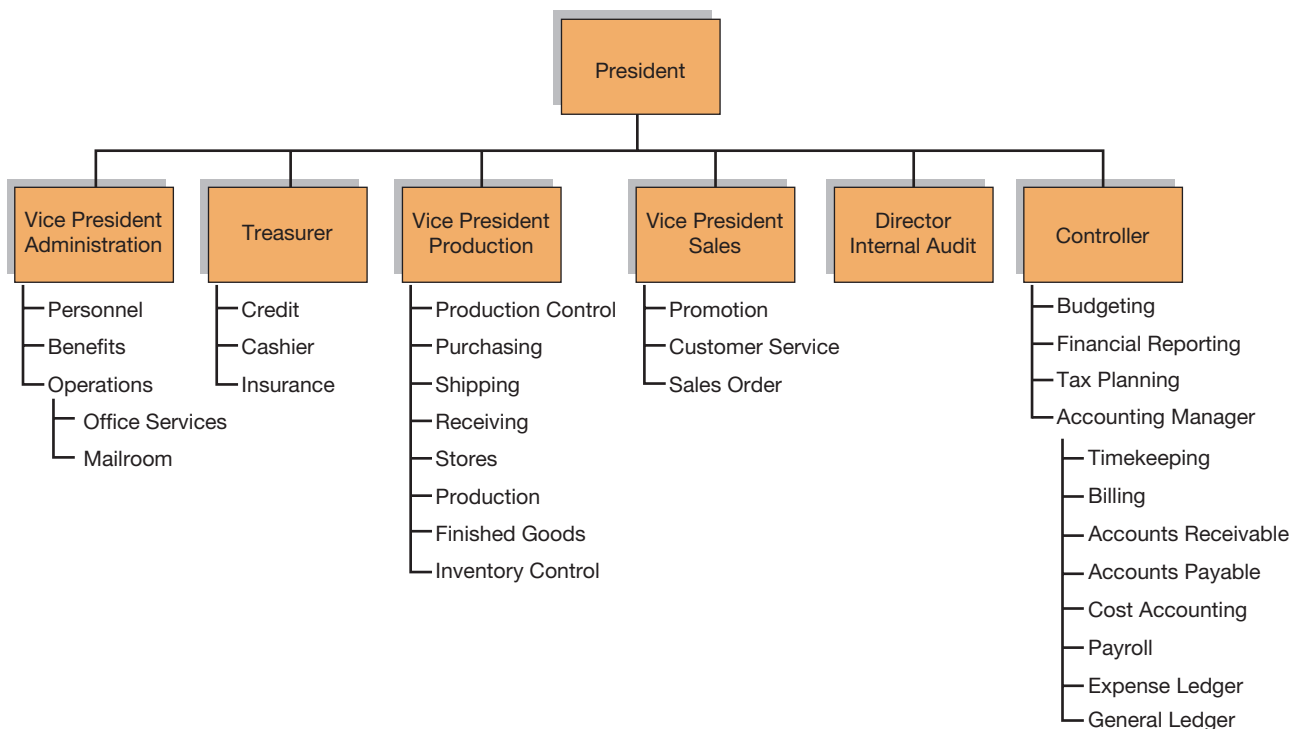 President
Vice President
Administration
Treasurer
Vice President
Production
Vice President
Sales
Director
Internal Audit
Controller
Personnel
Benefits
Operations
Office Services
Mailroom
Credit
Cashier
Insurance
Production Control
Purchasing
Shipping
Receiving
Stores
Production
Finished Goods
Inventory Control
Promotion
Customer Service
Sales Order
Budgeting
Financial Reporting
Tax Planning
Accounting Manager
Timekeeping
Billing
Accounts Receivable
Accounts Payable
Cost Accounting
Payroll
Expense Ledger
General Ledger